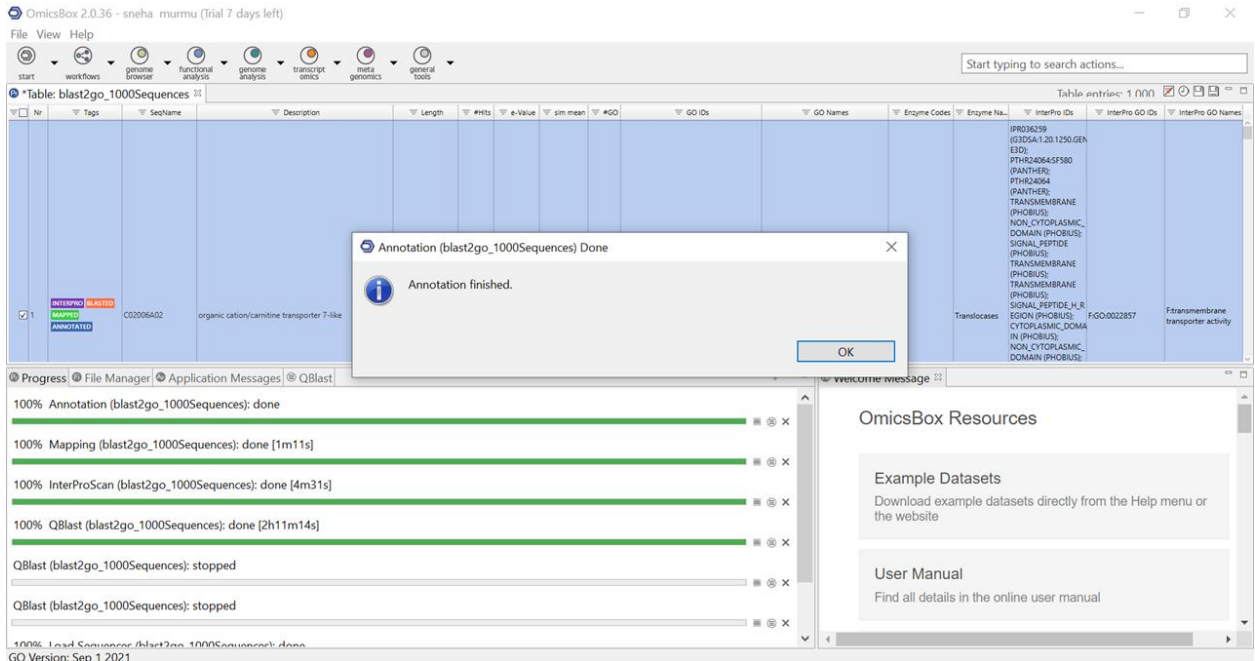 OmicsBox 2.0.36 - sneha murmu (Trial 7 days left)
File View Help
start workflows genome browser functional analysis genome analysis transcript omics meta genomics general tools
Start typing to search actions...
*Table: blast2go_1000Sequences
Table entries: 1,000
Nr Tags SeqName Description Length #Hits e-Value sim mean #GO GO IDs GO Names Enzyme Codes Enzyme Na... InterPro IDs InterPro GO IDs InterPro GO Names
IPR036259
(G3DSA:1.20.1250.GEN
E3D);
PTHR24064:SF580
(PANTHER);
PTHR24064
(PANTHER);
TRANSMEMBRANE
(PHOBIUS);
NON_CYTOPLASMIC_
DOMAIN (PHOBIUS);
SIGNAL_PEPTIDE
(PHOBIUS);
TRANSMEMBRANE
(PHOBIUS);
TRANSMEMBRANE
(PHOBIUS);
SIGNAL_PEPTIDE_H_R
EGION (PHOBIUS);
CYTOPLASMIC_DOMA
IN (PHOBIUS);
NON_CYTOPLASMIC_
DOMAIN (PHOBIUS);
INTERPRO BLASTED
1 MAPPED C02006A02 organic cation/carnitine transporter 7-like Translocases F:GO:0022857 F:transmembrane transporter activity
ANNOTATED
Annotation (blast2go_1000Sequences) Done
Annotation finished.
OK
Progress File Manager Application Messages QBlast
Welcome Message
100% Annotation (blast2go_1000Sequences): done
100% Mapping (blast2go_1000Sequences): done [1m11s]
100% InterProScan (blast2go_1000Sequences): done [4m31s]
100% QBlast (blast2go_1000Sequences): done [2h11m14s]
QBlast (blast2go_1000Sequences): stopped
QBlast (blast2go_1000Sequences): stopped
100% Load Sequences (blast2go_1000Sequences): done
OmicsBox Resources
Example Datasets
Download example datasets directly from the Help menu or
the website
User Manual
Find all details in the online user manual
GO Version: Sep 1 2021